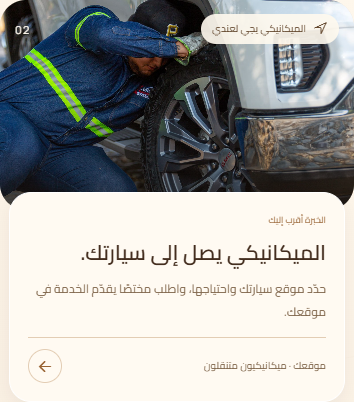 02
الميكانيكي يجي لعندي
الخبرة أقرب إليك
الميكانيكي يصل إلى سيارتك.
حدّد موقع سيارتك واحتياجها، واطلب مختصًا يقدّم الخدمة في
موقعك.
موقعك · ميكانيكيون متنقلون